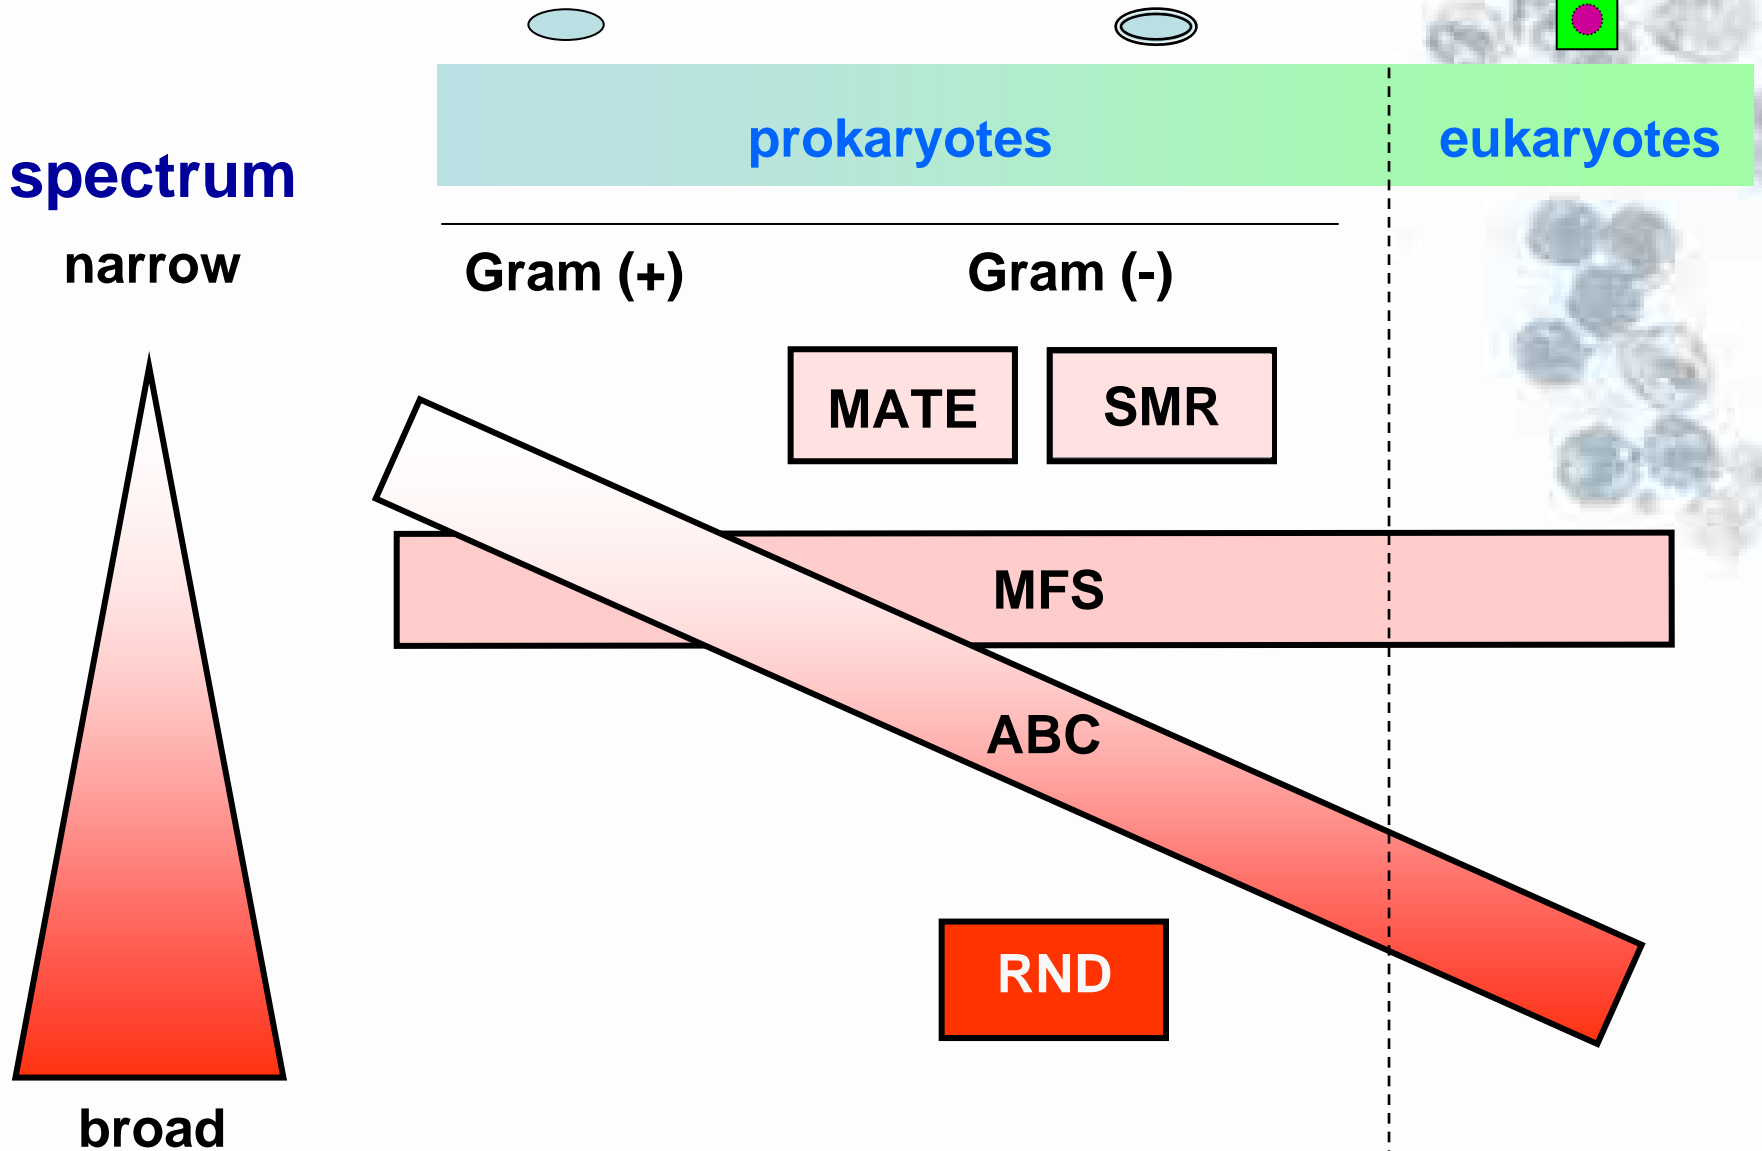 prokaryotes
eukaryotes
spectrum
narrow
Gram (+)
Gram (-)
MATE
SMR
MFS
ABC
RND
broad